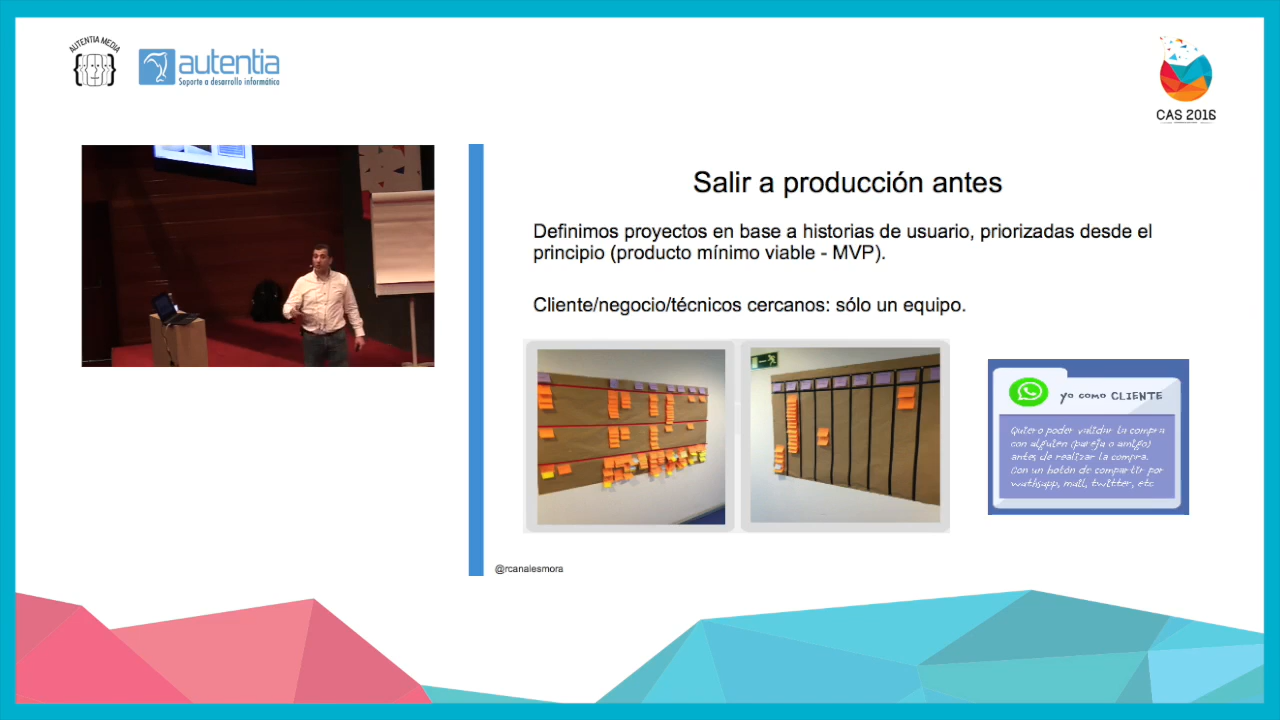 AUTENTIA MEDIA
autentia
Soporte a desarrollo informático
CAS 2016
Salir a producción antes
Definimos proyectos en base a historias de usuario, priorizadas desde el
principio (producto mínimo viable - MVP).
Cliente/negocio/técnicos cercanos: sólo un equipo.
yo como CLIENTE
Quiero poder validar la compra
con alguien (pareja o amigo)
antes de realizar la compra.
Con un botón de compartir por
wathsapp, mail, twitter, etc
@rcanalesmora